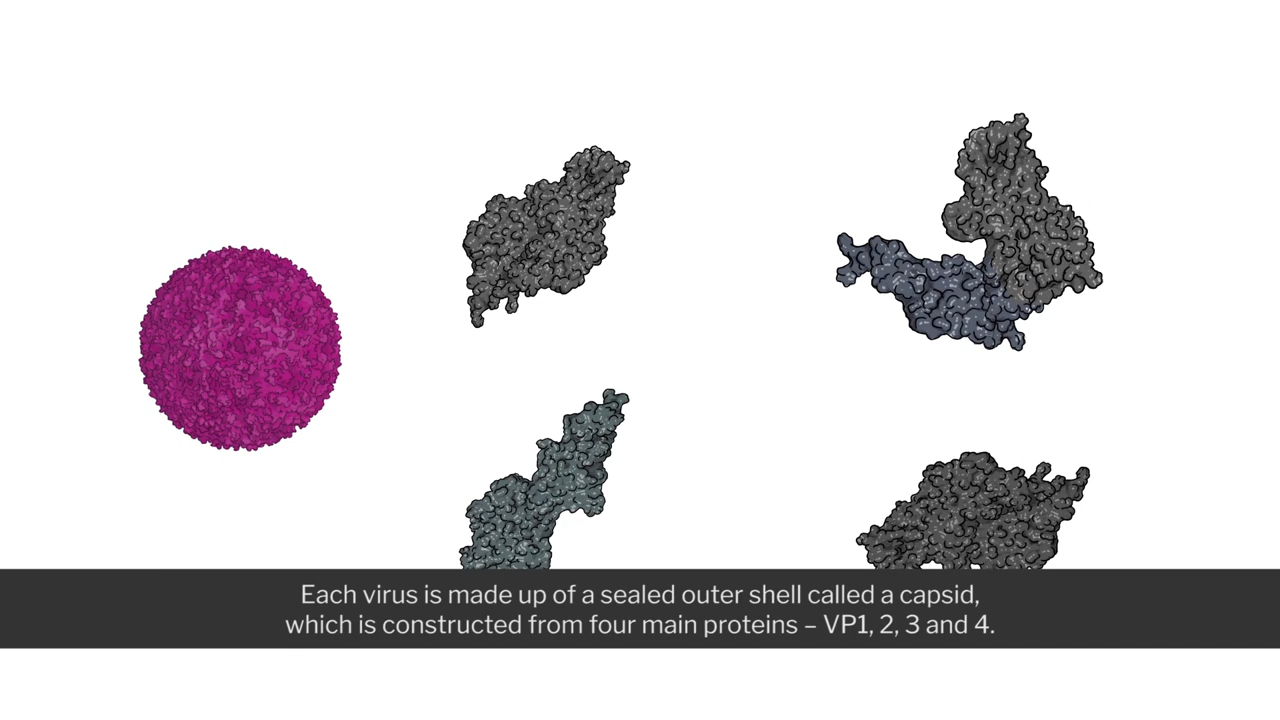 Each virus is made up of a sealed outer shell called a capsid,
which is constructed from four main proteins – VP1, 2, 3 and 4.